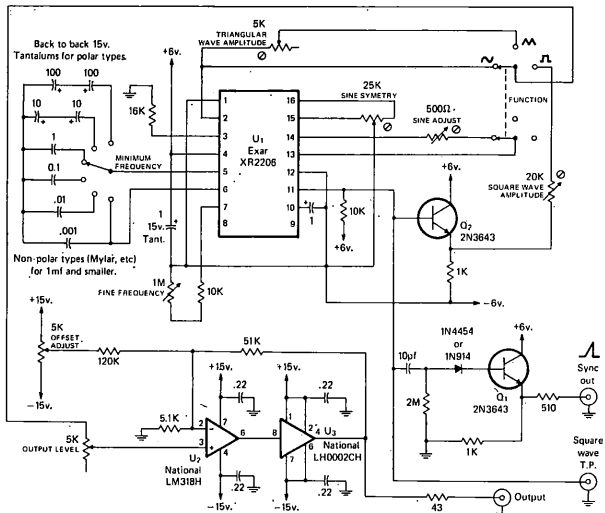 5K
TRIANGULAR
WAVE AMPLITUDE
+6v.
Back to back 15v.
Tantalums for polar types.
100 100
+ +
10 10
+ +
1
0.1
.01
.001
MINIMUM
FREQUENCY
Non-polar types (Mylar, etc)
for 1mf and smaller.
16K
1
2
3
4
5
6
7
8
16
15
14
13
12
11
10
9
U1
Exar
XR2206
25K
SINE SYMETRY
500Ω
SINE ADJUST
FUNCTION
20K
SQUARE WAVE
AMPLITUDE
+6v.
Q2
2N3643
1K
−6v.
+
1
10K
+6v.
1
15v.
Tant.
+
1M
FINE FREQUENCY
10K
+15v.
5K
OFFSET
ADJUST
−15v.
120K
51K
5.1K
5K
OUTPUT LEVEL
+15v.
.22
2
3
7
6
4
−
+
U2
National
LM318H
.22
−15v.
+15v.
.22
1
2
8
4
6
7
U3
National
LH0002CH
.22
−15v.
1N4454
or
1N914
10pf
2M
+6v.
Q1
2N3643
1K
510
Sync
out
Square
wave
T.P.
43
Output